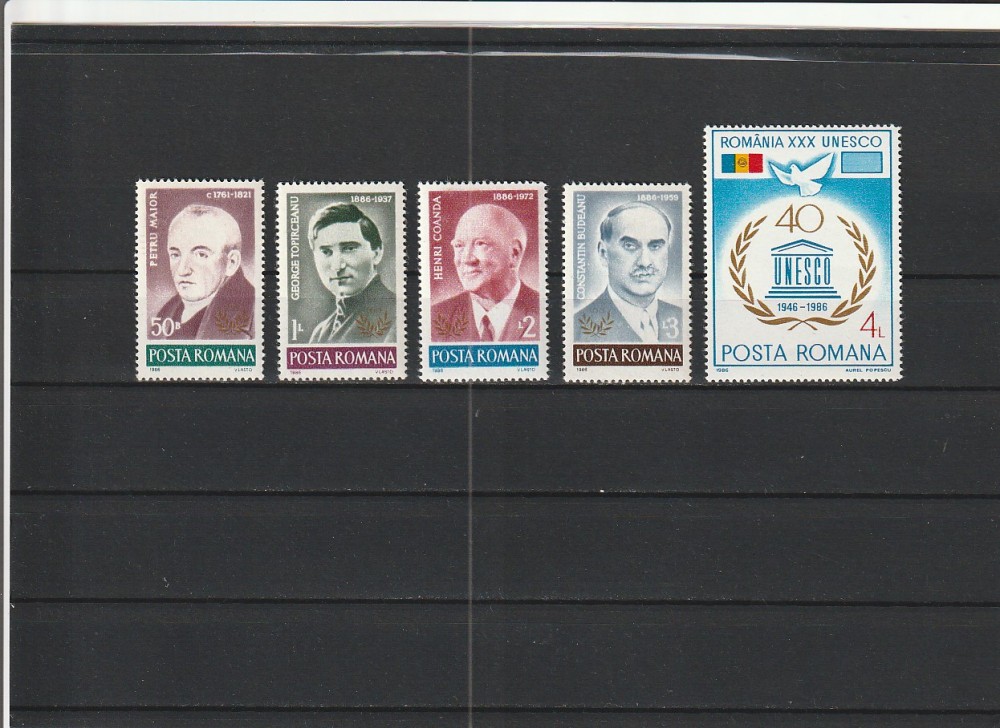 PETRU MAIOR
c 1761-1821
50B
POSTA ROMANA
1986 VLASTO
GEORGE TOPIRCEANU
1886-1937
1L
POSTA ROMANA
1986 VLASTO
HENRI COANDA
1886-1972
L2
POSTA ROMANA
1986 VLASTO
CONSTANTIN BUDEANU
1886-1959
L3
POSTA ROMANA
1986 VLASTO
ROMÂNIA XXX UNESCO
40
UNESCO
1946-1986
4L
POSTA ROMANA
1986 AUREL POPESCU